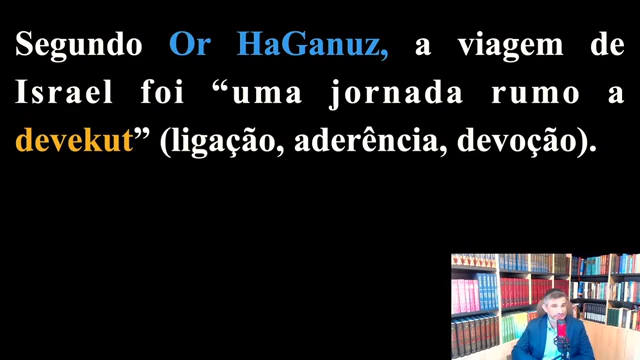 Segundo Or HaGanuz, a viagem de
Israel foi “uma jornada rumo a
devekut” (ligação, aderência, devoção).